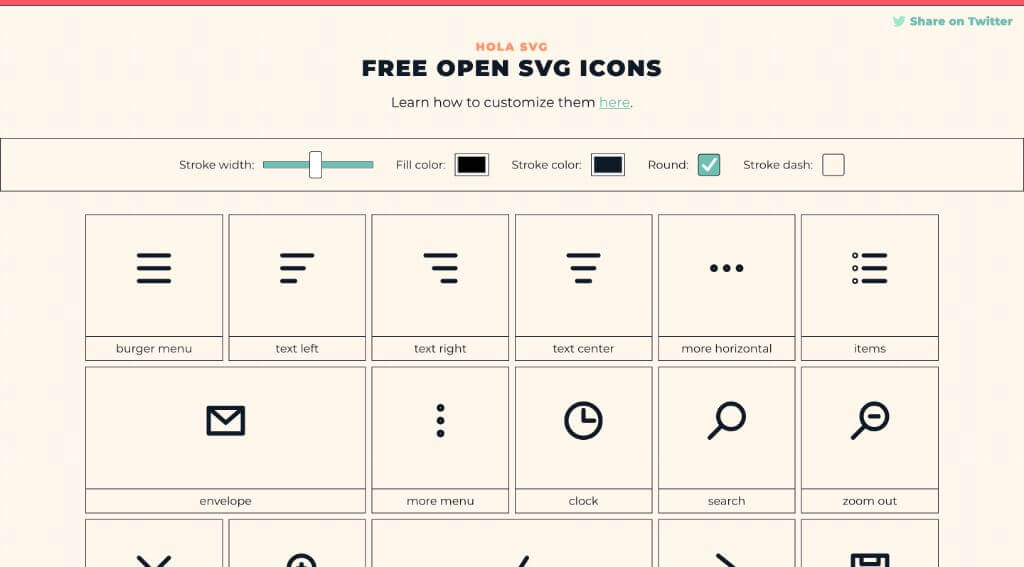 Share on Twitter
HOLA SVG
FREE OPEN SVG ICONS
Learn how to customize them here.
Stroke width: Fill color: Stroke color: Round: Stroke dash:
burger menu text left text right text center more horizontal items
envelope more menu clock search zoom out